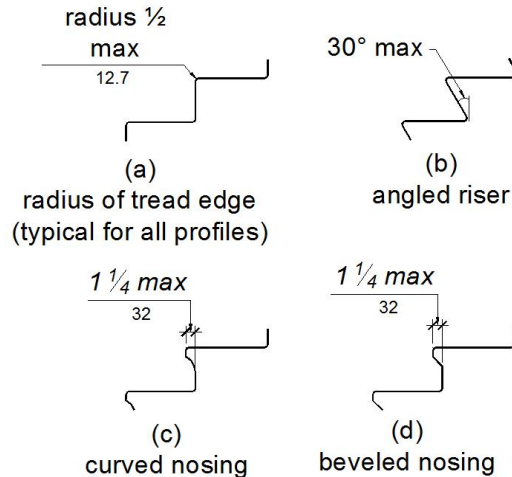 radius ½
max
12.7
(a)
radius of tread edge
(typical for all profiles)
30° max
(b)
angled riser
1 ¼ max
32
(c)
curved nosing
1 ¼ max
32
(d)
beveled nosing